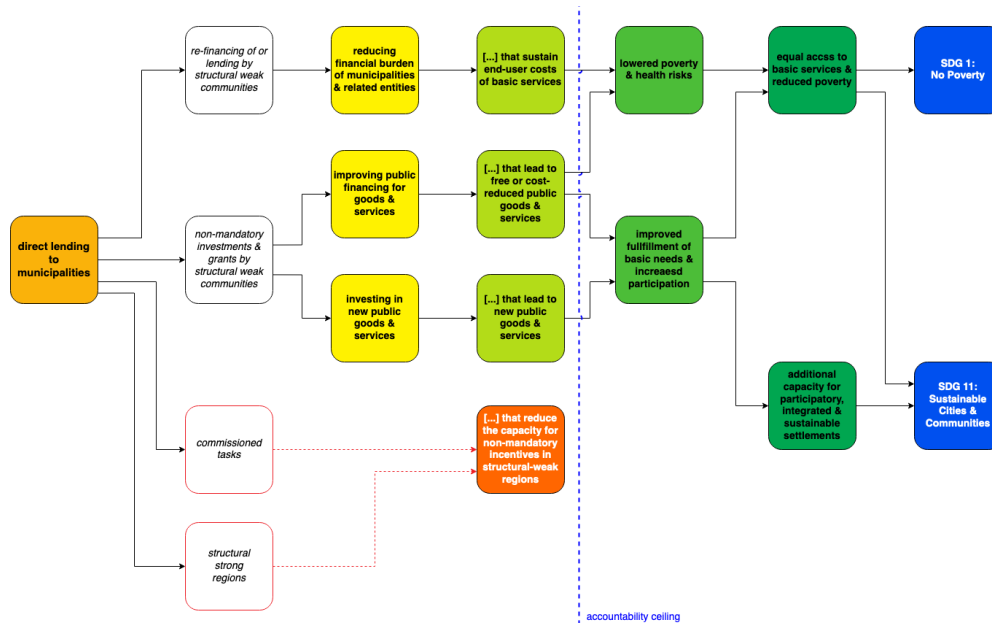 re-financing of or
lending by
structural weak
communities
reducing
financial burden
of municipalities
& related entities
[...] that sustain
end-user costs
of basic services
lowered poverty
& health risks
equal accss to
basic services &
reduced poverty
SDG 1:
No Poverty
direct lending
to
municipalities
non-mandatory
investments &
grants by
structural weak
communities
improving public
financing for
goods &
services
[...] that lead to
free or cost-
reduced public
goods &
services
improved
fullfillment of
basic needs &
increaesd
participation
investing in
new public
goods &
services
[...] that lead to
new public
goods &
services
additional
capacity for
participatory,
integrated &
sustainable
settlements
SDG 11:
Sustainable
Cities &
Communities
commissioned
tasks
[...] that reduce
the capacity for
non-mandatory
incentives in
structural-weak
regions
structural
strong
regions
accountability ceiling